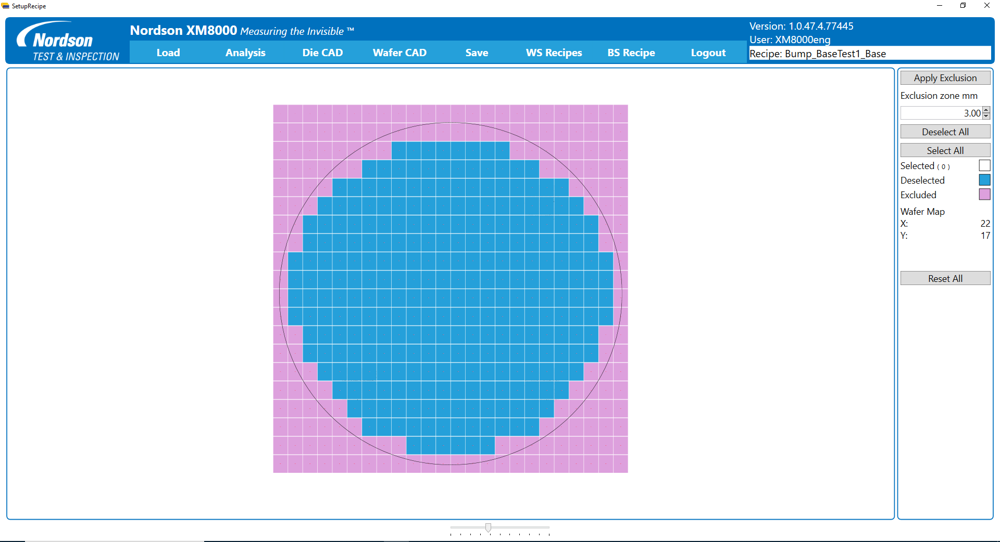 SetupRecipe
Nordson
TEST & INSPECTION
Nordson XM8000 Measuring the Invisible ™
Load Analysis Die CAD Wafer CAD Save WS Recipes BS Recipe Logout
Version: 1.0.47.4.77445
User: XM8000eng
Recipe: Bump_BaseTest1_Base
Apply Exclusion
Exclusion zone mm
3.00
Deselect All
Select All
Selected ( 0 )
Deselected
Excluded
Wafer Map
X: 22
Y: 17
Reset All